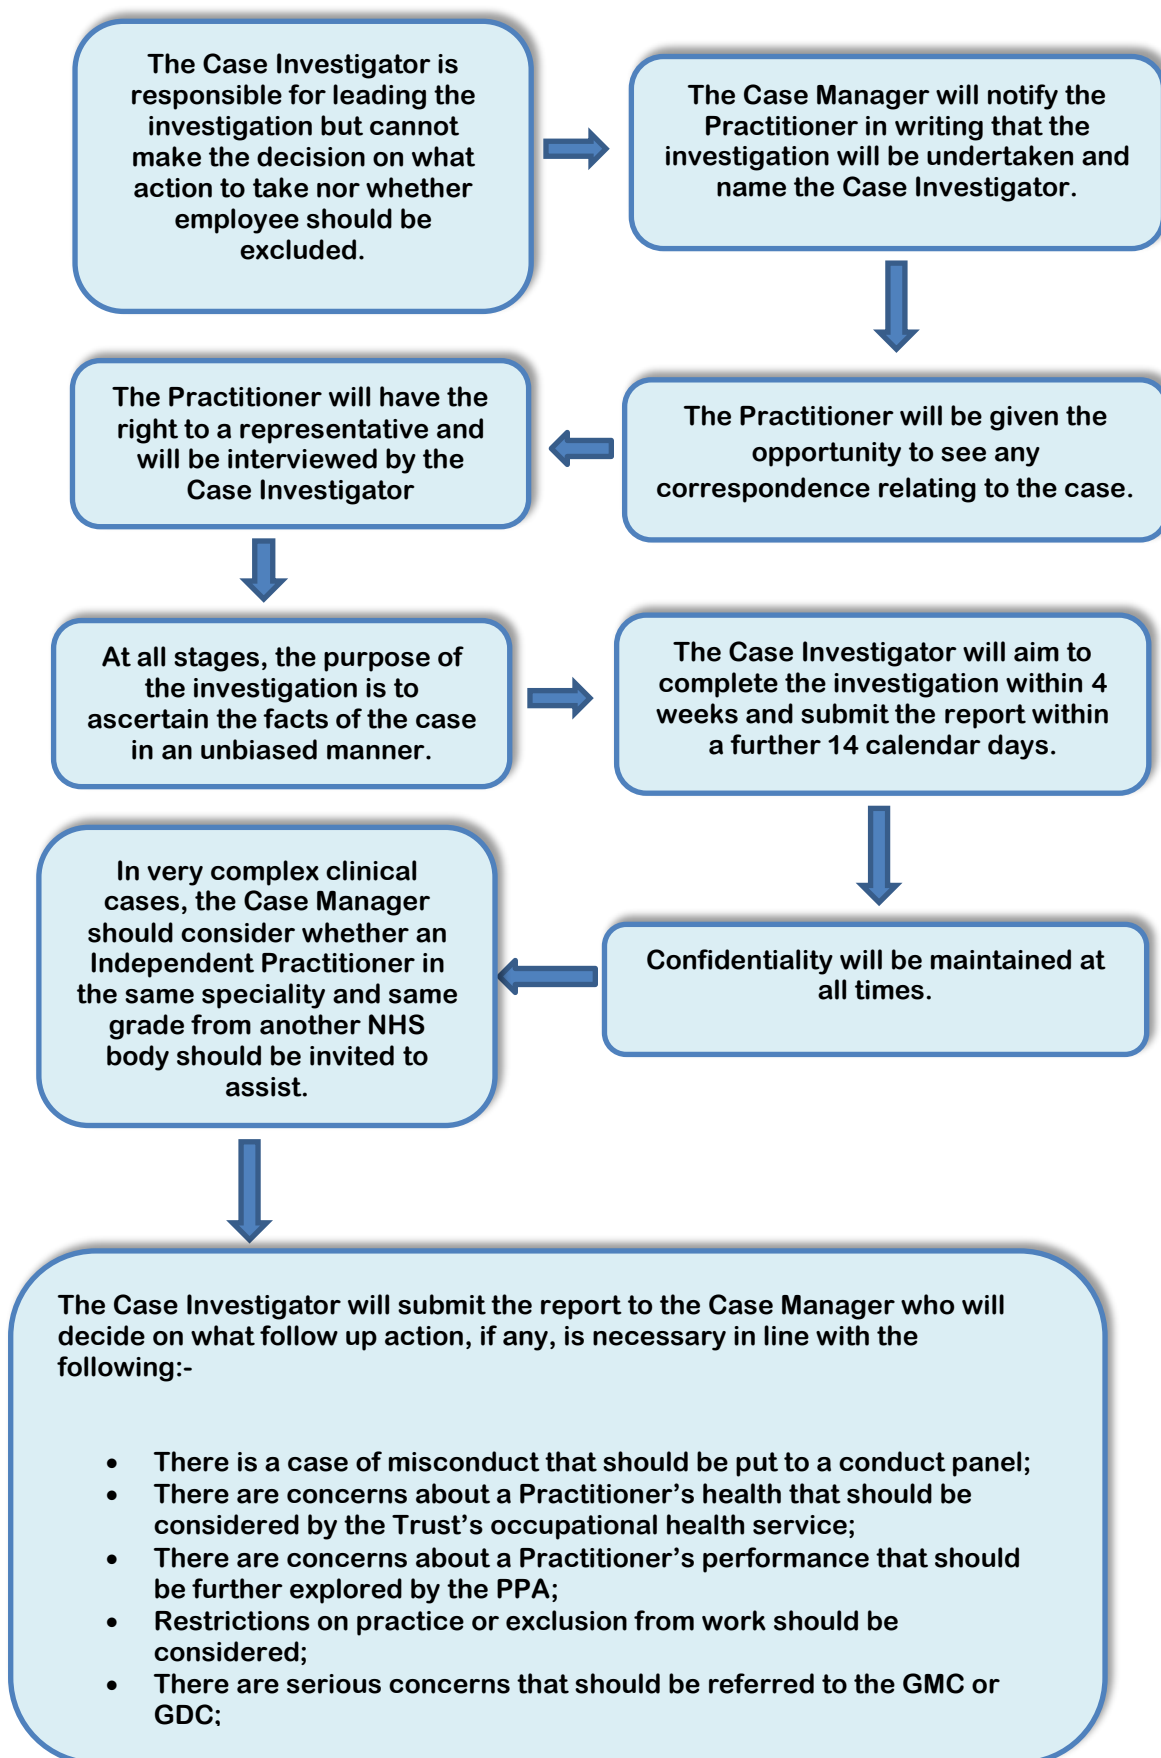 The Case Investigator is
responsible for leading the
investigation but cannot
make the decision on what
action to take nor whether
employee should be
excluded.
The Case Manager will notify the
Practitioner in writing that the
investigation will be undertaken and
name the Case Investigator.
The Practitioner will be given the
opportunity to see any
correspondence relating to the case.
The Practitioner will have the
right to a representative and
will be interviewed by the
Case Investigator
At all stages, the purpose of
the investigation is to
ascertain the facts of the case
in an unbiased manner.
The Case Investigator will aim to
complete the investigation within 4
weeks and submit the report within
a further 14 calendar days.
Confidentiality will be maintained at
all times.
In very complex clinical
cases, the Case Manager
should consider whether an
Independent Practitioner in
the same speciality and same
grade from another NHS
body should be invited to
assist.
The Case Investigator will submit the report to the Case Manager who will
decide on what follow up action, if any, is necessary in line with the
following:-
• There is a case of misconduct that should be put to a conduct panel;
• There are concerns about a Practitioner’s health that should be
considered by the Trust’s occupational health service;
• There are concerns about a Practitioner’s performance that should
be further explored by the PPA;
• Restrictions on practice or exclusion from work should be
considered;
• There are serious concerns that should be referred to the GMC or
GDC;